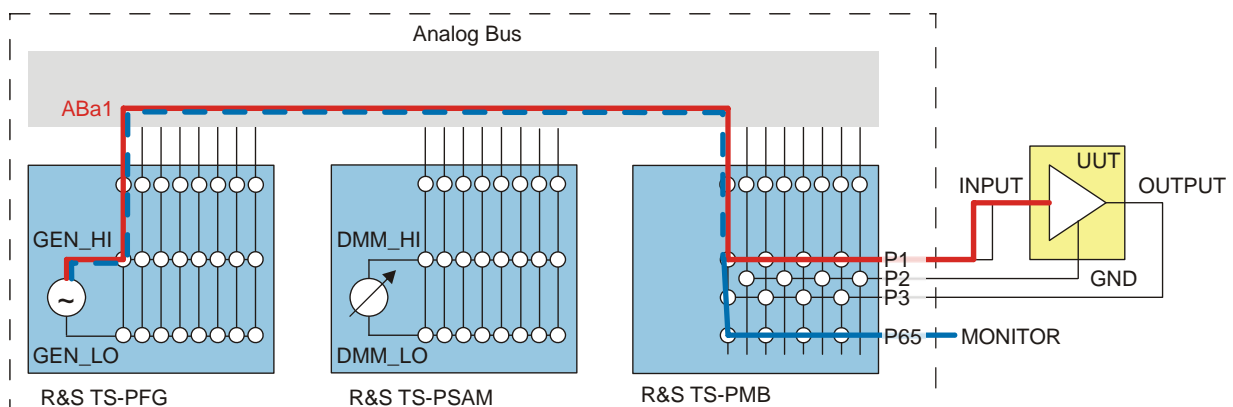 Analog Bus
ABa1
UUT
INPUT
OUTPUT
GEN_HI
DMM_HI
P1
P2
GND
~
P3
GEN_LO
DMM_LO
P65
MONITOR
R&S TS-PFG
R&S TS-PSAM
R&S TS-PMB